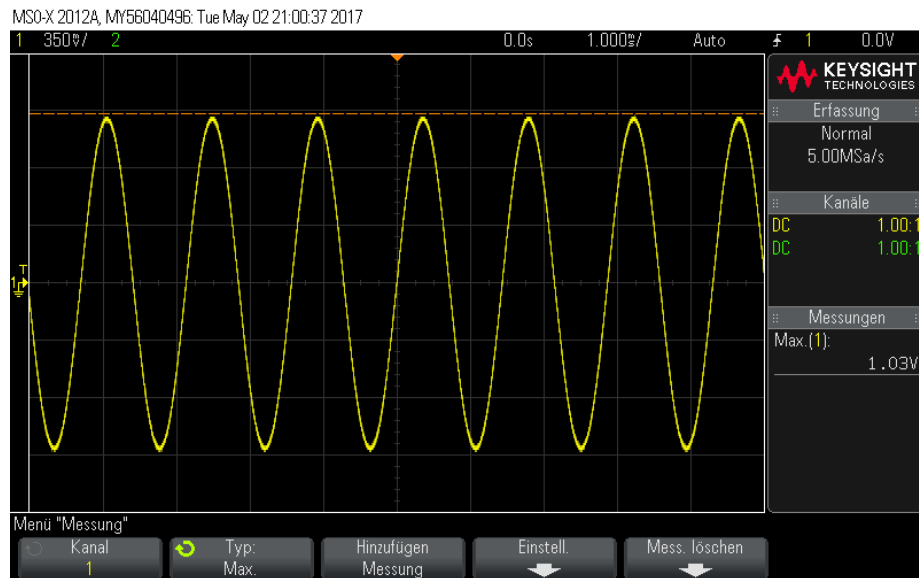 MSO-X 2012A, MY56040496: Tue May 02 21:00:37 2017
1 350V/ 2 0.0s 1.000ms/ Auto 1 0.0V
KEYSIGHT
TECHNOLOGIES
Erfassung
Normal
5.00MSa/s
Kanäle
DC 1.00:1
DC 1.00:1
T
1
Messungen
Max.(1):
1.03V
Menü "Messung"
Kanal
1
Typ:
Max.
Hinzufügen
Messung
Einstell.
Mess. löschen